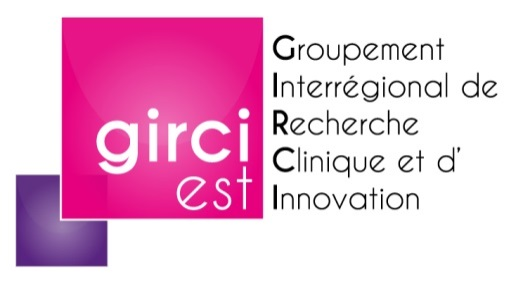 girci
est
Groupement
Interrégional de
Recherche
Clinique et d'
Innovation